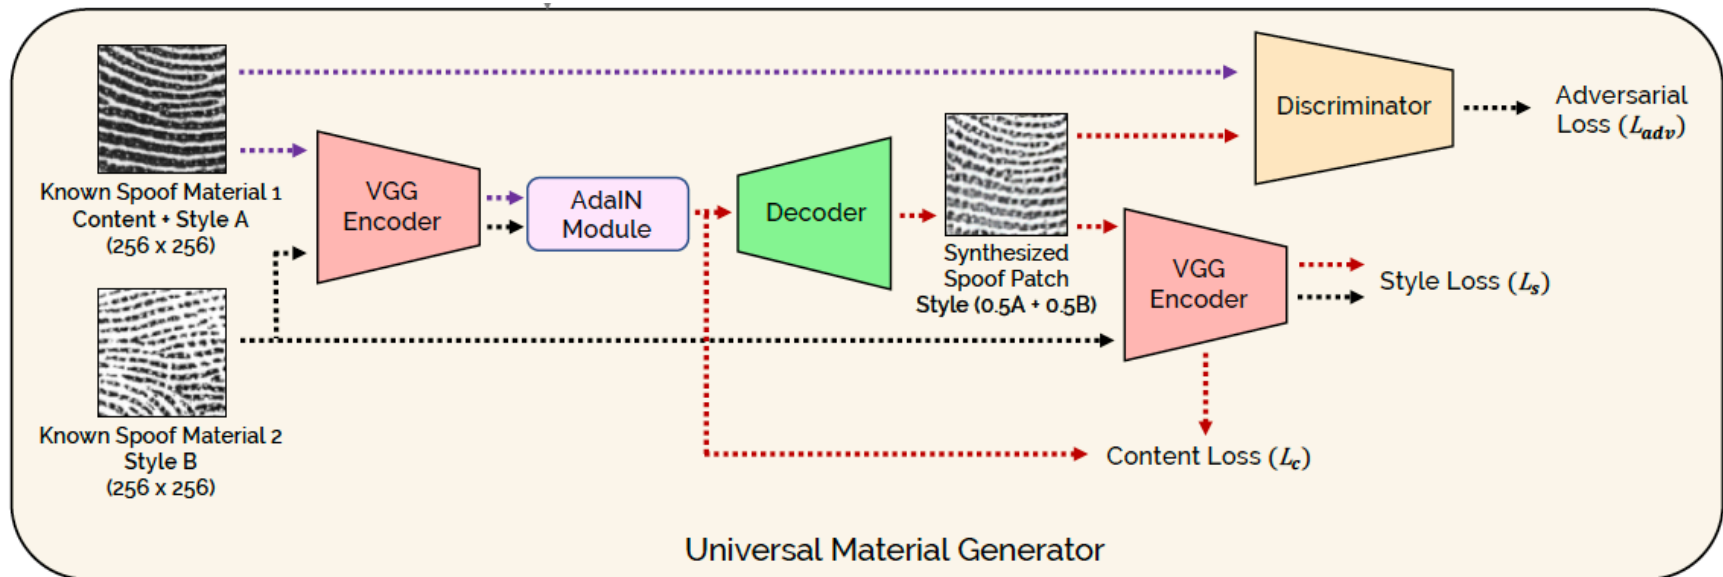 Known Spoof Material 1
Content + Style A
(256 x 256)
Known Spoof Material 2
Style B
(256 x 256)
VGG
Encoder
AdaIN
Module
Decoder
Synthesized
Spoof Patch
Style (0.5A + 0.5B)
Discriminator
Adversarial
Loss (L_adv)
VGG
Encoder
Style Loss (L_s)
Content Loss (L_c)
Universal Material Generator